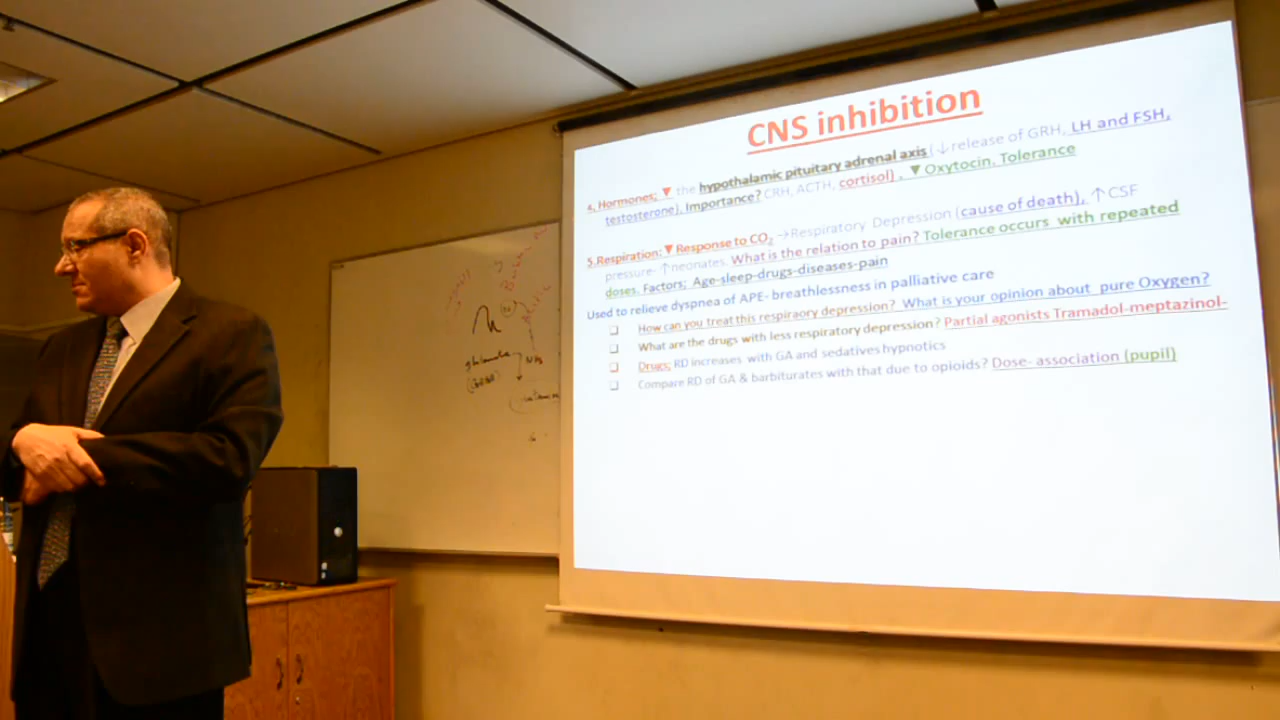 CNS inhibition
4. Hormones; ▼ the hypothalamic pituitary adrenal axis (↓release of GRH, LH and FSH,
testosterone). Importance? CRH, ACTH, cortisol) . ▼ Oxytocin. Tolerance
5.Respiration: ▼ Response to CO2 →Respiratory Depression (cause of death), ↑CSF
pressure- ↑neonates. What is the relation to pain? Tolerance occurs with repeated
doses. Factors; Age-sleep-drugs-diseases-pain
Used to relieve dyspnea of APE- breathlessness in palliative care
❑ How can you treat this respiraory depression? What is your opinion about pure Oxygen?
❑ What are the drugs with less respiratory depression? Partial agonists Tramadol-meptazinol-
❑ Drugs; RD increases with GA and sedatives hypnotics
❑ Compare RD of GA & barbiturates with that due to opioids? Dose- association (pupil)